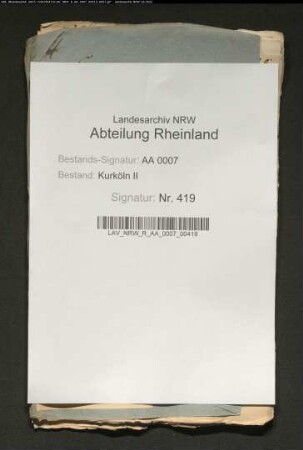 Landesarchiv NRW
Abteilung Rheinland
Bestands-Signatur: AA 0007
Bestand: Kurköln II
Signatur: Nr. 419
LAV_NRW_R_AA_0007_00419